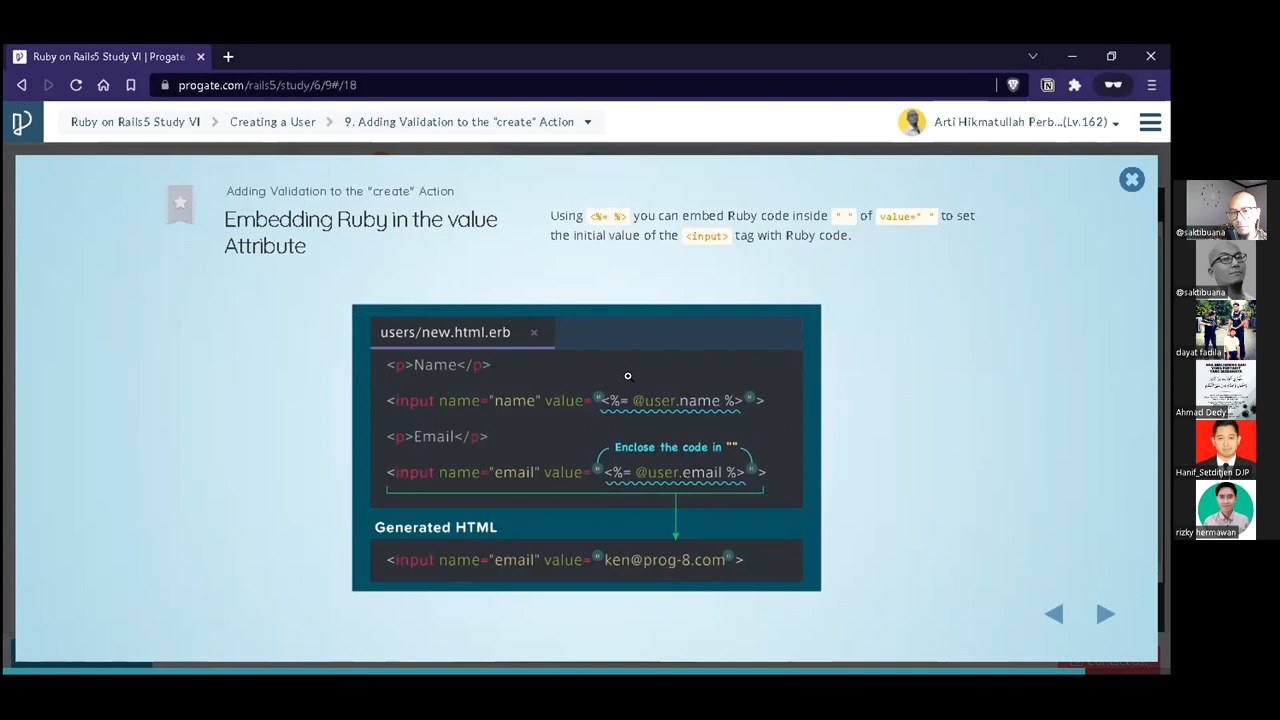 Ruby on Rails5 Study VI | Progate
progate.com/rails5/study/6/9#/18
Ruby on Rails5 Study VI
Creating a User
9. Adding Validation to the "create" Action
Arti Hikmatullah Perb...(Lv.162)
Adding Validation to the "create" Action
Embedding Ruby in the value
Attribute
Using <%= %> you can embed Ruby code inside " " of value=" " to set
the initial value of the <input> tag with Ruby code.
users/new.html.erb
<p>Name</p>
<input name="name" value="<%= @user.name %>">
<p>Email</p>
Enclose the code in ""
<input name="email" value="<%= @user.email %>">
Generated HTML
<input name="email" value="ken@prog-8.com">
Contact us
@saktibuana
@saktibuana
dayat fadila
Ahmad Dedy
Hanif_Setditjen DJP
rizky hermawan